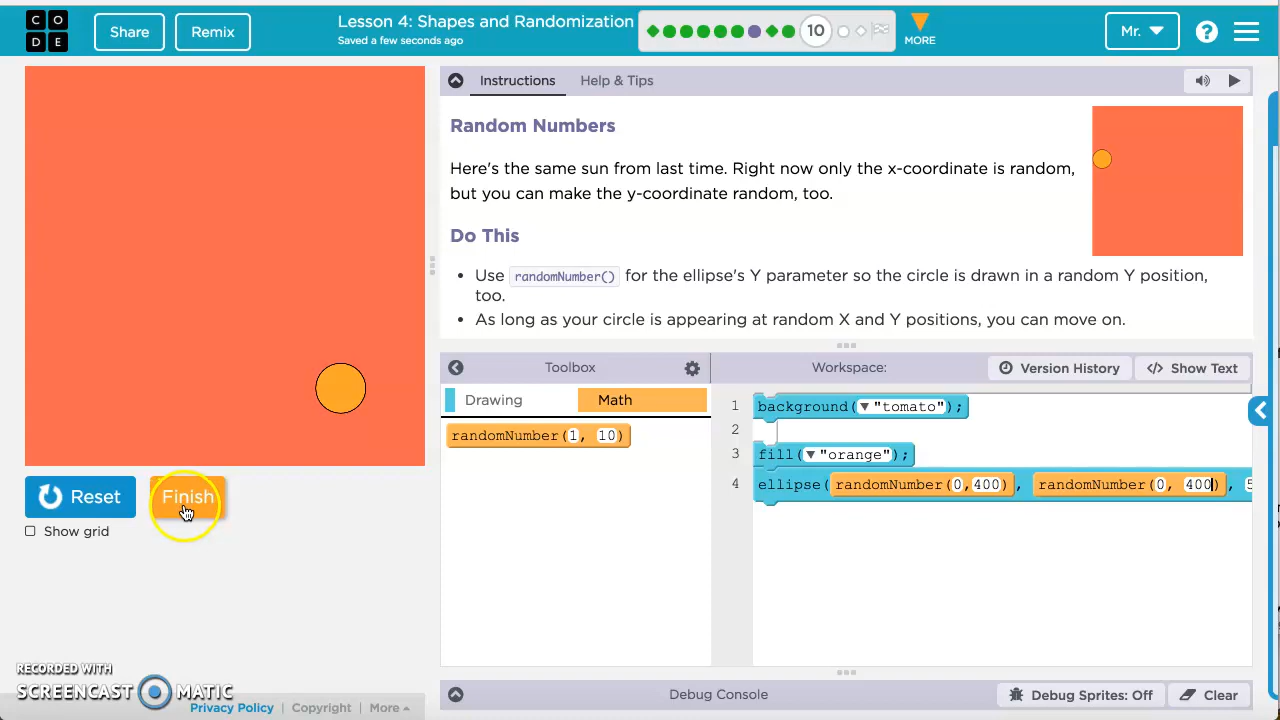 CODE
Share
Remix
Lesson 4: Shapes and Randomization
Saved a few seconds ago
10
MORE
Mr.
?
Instructions
Help & Tips
Random Numbers
Here's the same sun from last time. Right now only the x-coordinate is random,
but you can make the y-coordinate random, too.
Do This
• Use randomNumber() for the ellipse's Y parameter so the circle is drawn in a random Y position,
too.
• As long as your circle is appearing at random X and Y positions, you can move on.
Toolbox
Workspace:
Version History
</> Show Text
Drawing
Math
randomNumber(1, 10)
1 background("tomato");
2
3 fill("orange");
4 ellipse(randomNumber(0,400), randomNumber(0, 400), 5
Reset
Finish
Show grid
RECORDED WITH
SCREENCAST MATIC
Privacy Policy | Copyright | More
Debug Console
Debug Sprites: Off
Clear